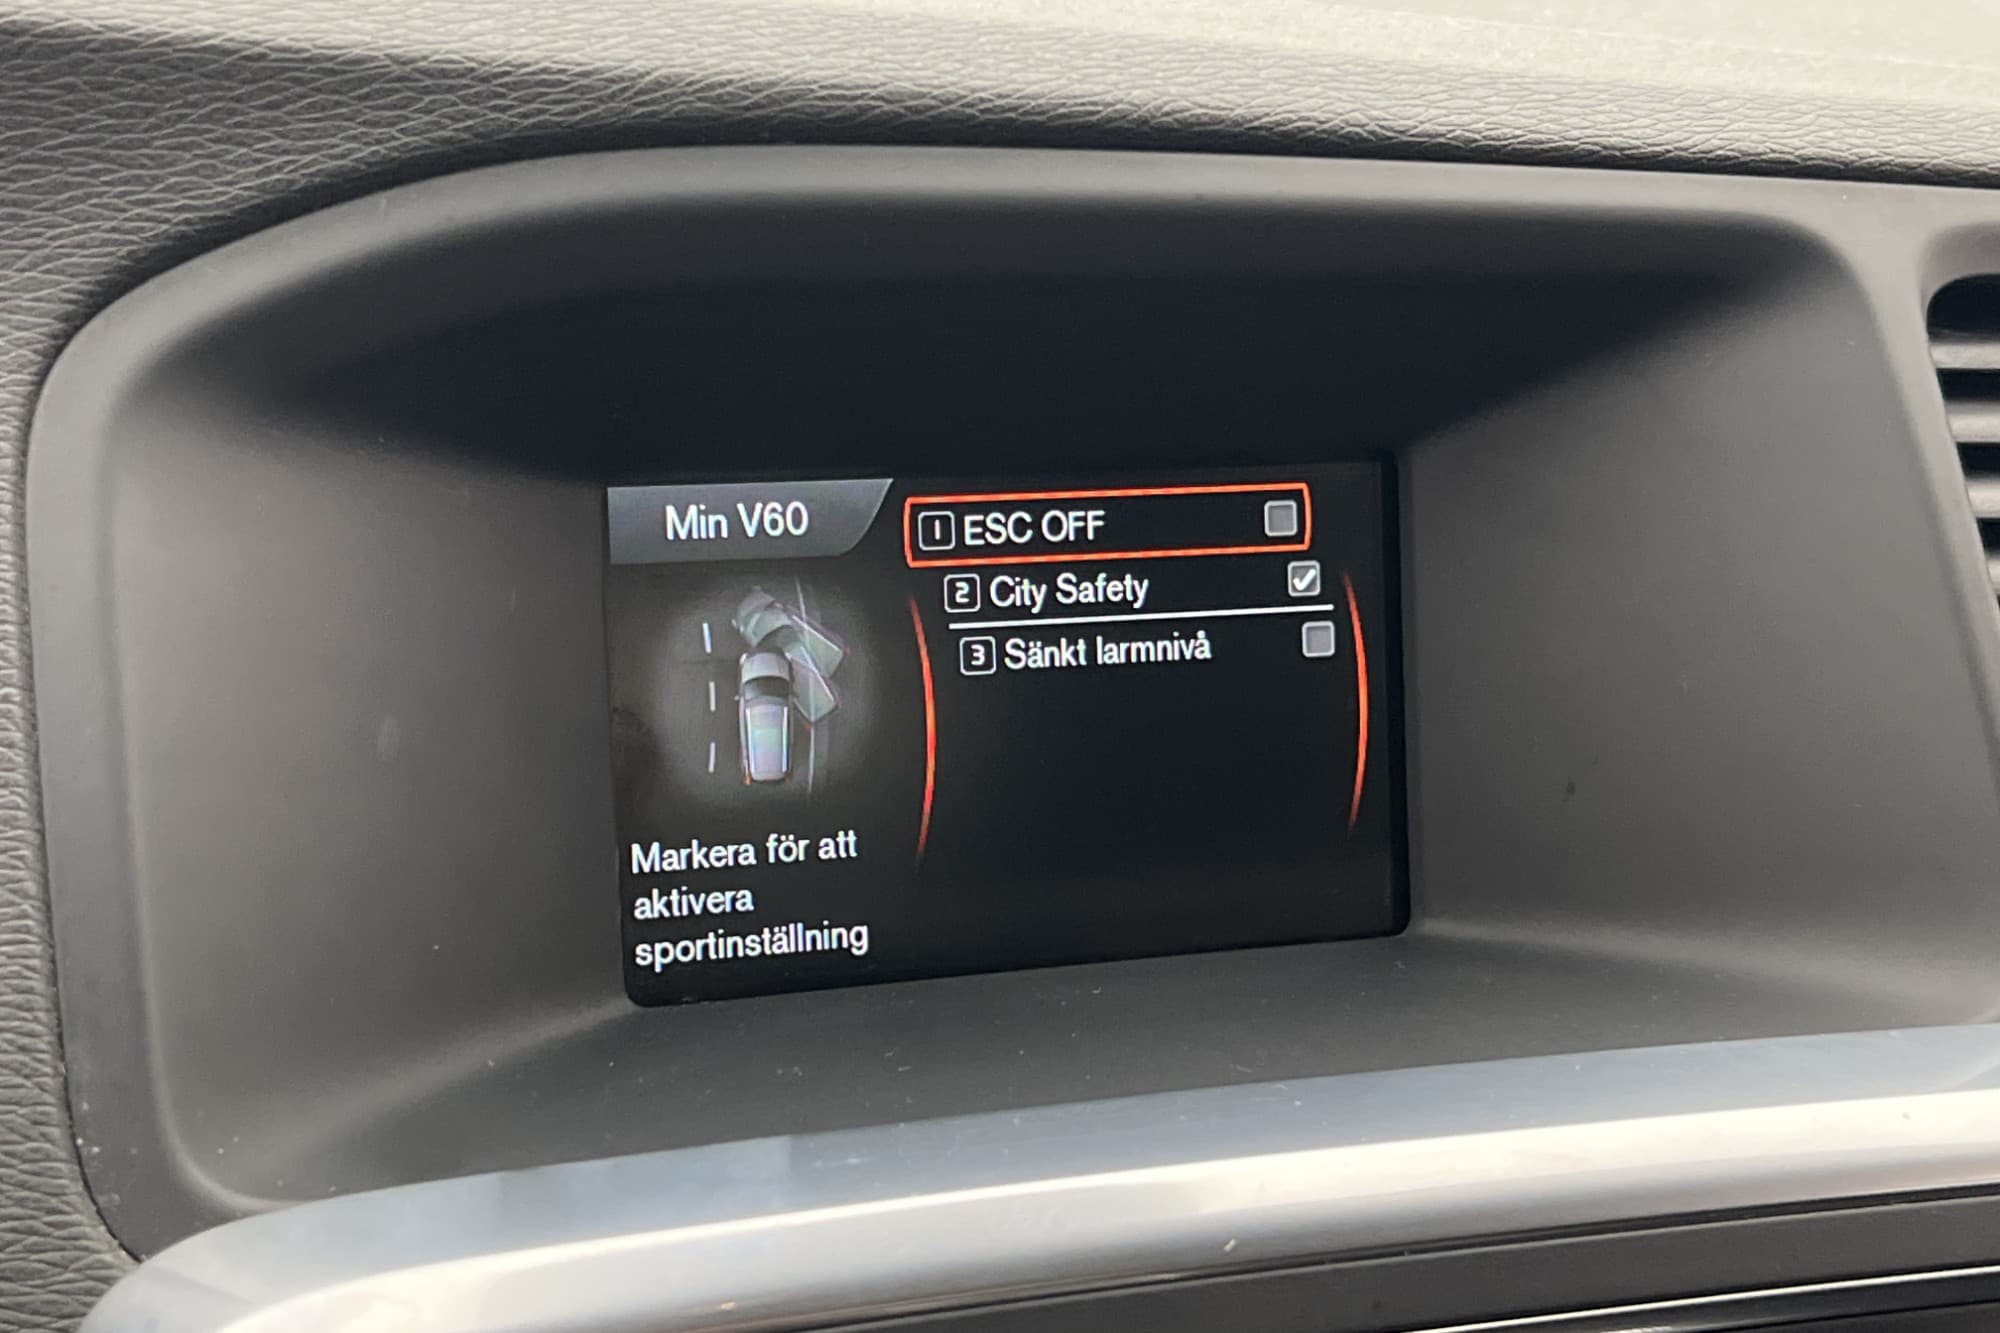 Min V60
1 ESC OFF
2 City Safety
3 Sänkt larmnivå
Markera för att
aktivera
sportinställning